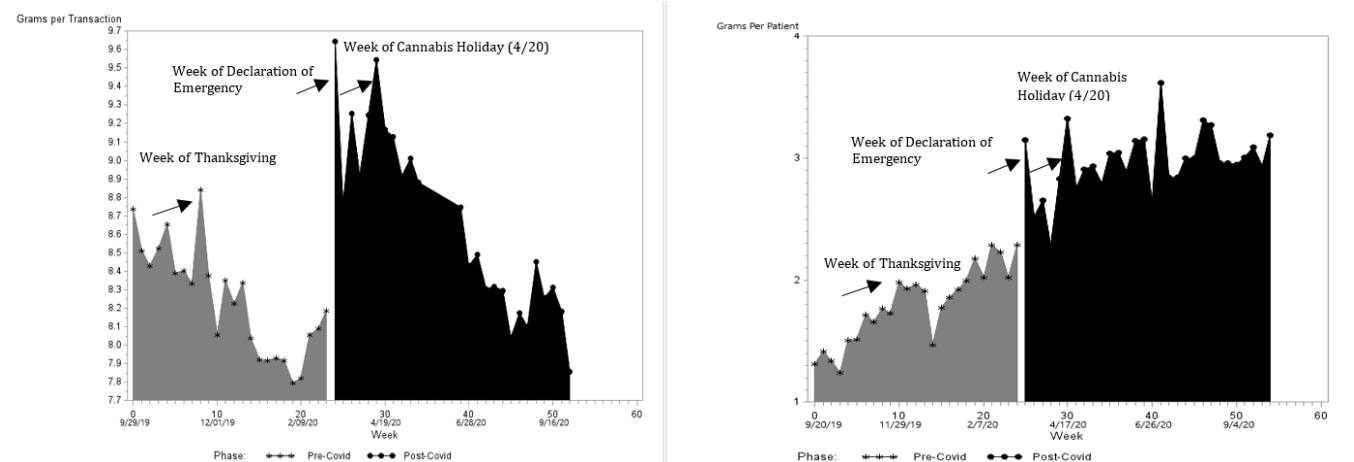 Grams per Transaction
9.7
9.6
9.5
9.4
9.3
9.2
9.1
9.0
8.8
8.7
8.6
8.5
8.4
8.3
8.2
8.1
8.0
7.9
7.8
7.7
Week of Cannabis Holiday (4/20)
Week of Declaration of
Emergency
Week of Thanksgiving
0 20 30 40 50 60
9/29/19 12/01/19 2/09/20 4/19/20 6/28/20 9/16/20
10
Week
Phase: Pre-Covid Post-Covid
Grams Per Patient
4
3
2
1
Week of Cannabis
Holiday (4/20)
Week of Declaration of
Emergency
Week of Thanksgiving
0 10 20 30 40 50 60
9/20/19 11/29/19 2/7/20 4/17/20 6/26/20 9/4/20
Week
Phase: Pre-Covid Post-Covid